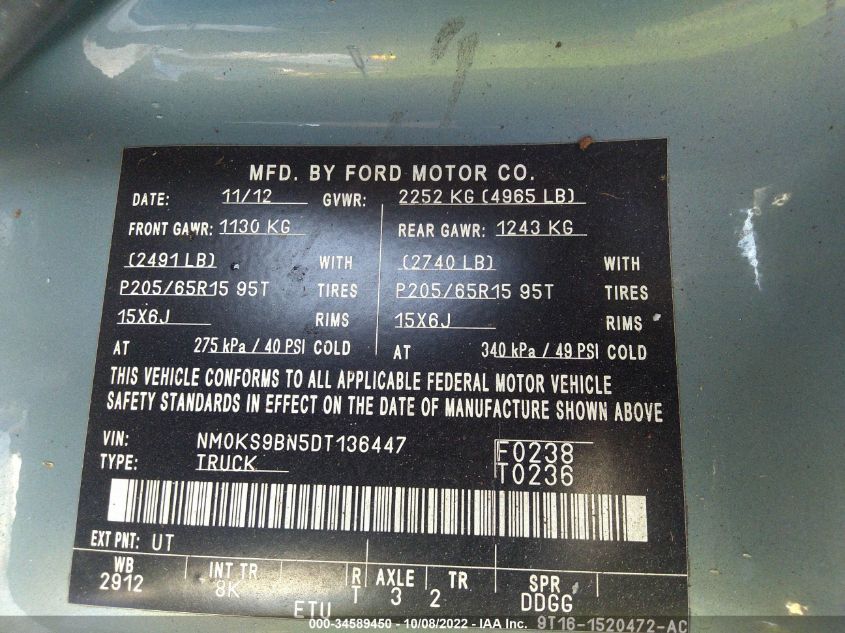 MFD. BY FORD MOTOR CO.
DATE: 11/12 GVWR: 2252 KG (4965 LB)
FRONT GAWR: 1130 KG REAR GAWR: 1243 KG
(2491 LB) WITH (2740 LB) WITH
P205/65R15 95T TIRES P205/65R15 95T TIRES
15X6J RIMS 15X6J RIMS
AT 275 kPa / 40 PSI COLD AT 340 kPa / 49 PSI COLD
THIS VEHICLE CONFORMS TO ALL APPLICABLE FEDERAL MOTOR VEHICLE
SAFETY STANDARDS IN EFFECT ON THE DATE OF MANUFACTURE SHOWN ABOVE
VIN: NM0KS9BN5DT136447 F0238
TYPE: TRUCK T0236
EXT PNT: UT
WB INT TR R AXLE TR SPR
2912 8K T 3 2 DDGG
ETU 9T16-1520472-AC
000-34589450 - 10/08/2022 - IAA Inc.